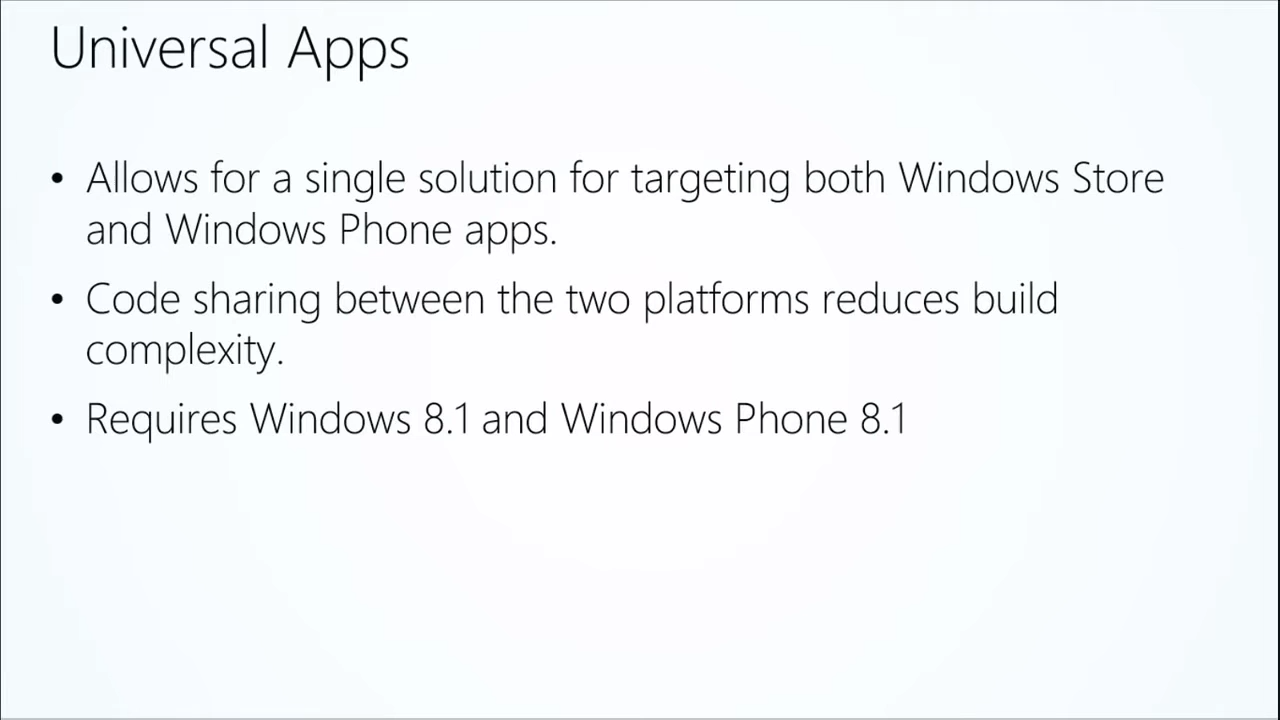 Universal Apps
• Allows for a single solution for targeting both Windows Store
and Windows Phone apps.
• Code sharing between the two platforms reduces build
complexity.
• Requires Windows 8.1 and Windows Phone 8.1